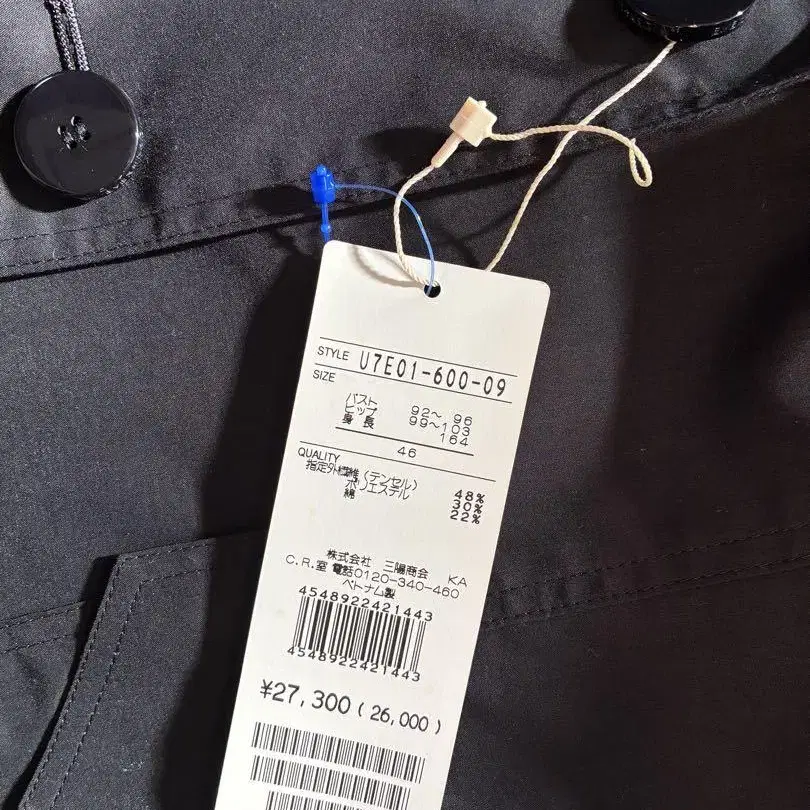 STYLE U7E01-600-09
SIZE
バスト 92〜 96
ヒップ 99〜103
身長 164
46
QUALITY
指定外繊維(テンセル) 48%
ポリエステル 30%
綿 22%
株式会社 三陽商会 KA
C.R.室 電話0120-340-460
ベトナム製
4548922421443
4548922421443
¥27,300 (26,000)